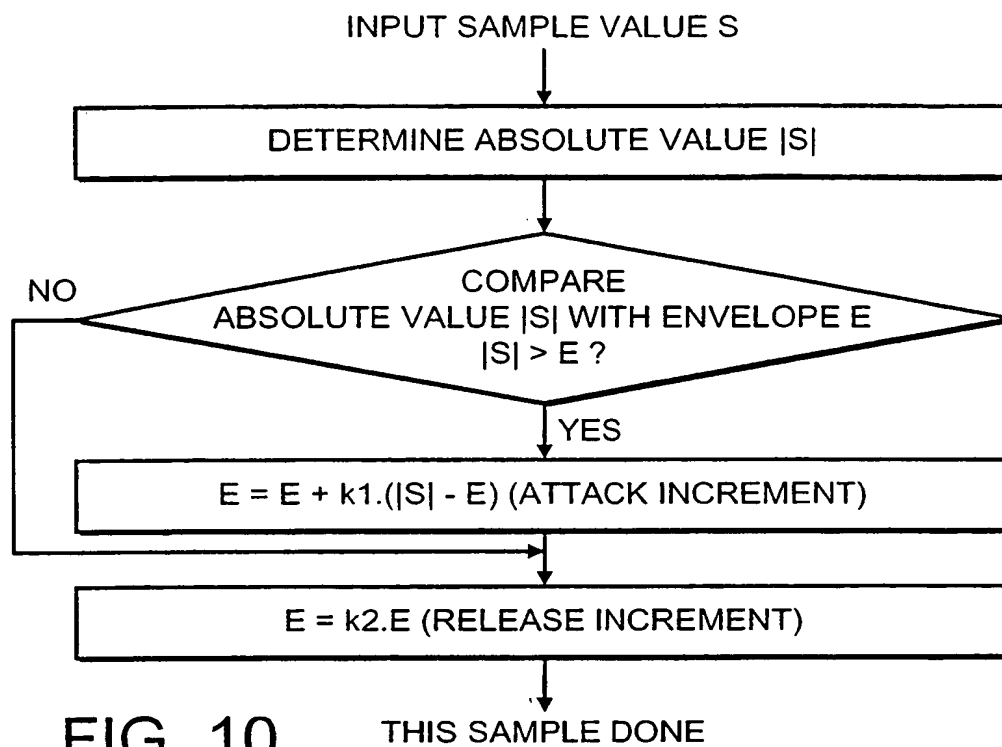 INPUT SAMPLE VALUE S
DETERMINE ABSOLUTE VALUE |S|
COMPARE
ABSOLUTE VALUE |S| WITH ENVELOPE E
|S| > E ?
NO
YES
E = E + k1.(|S| - E) (ATTACK INCREMENT)
E = k2.E (RELEASE INCREMENT)
FIG. 10
THIS SAMPLE DONE